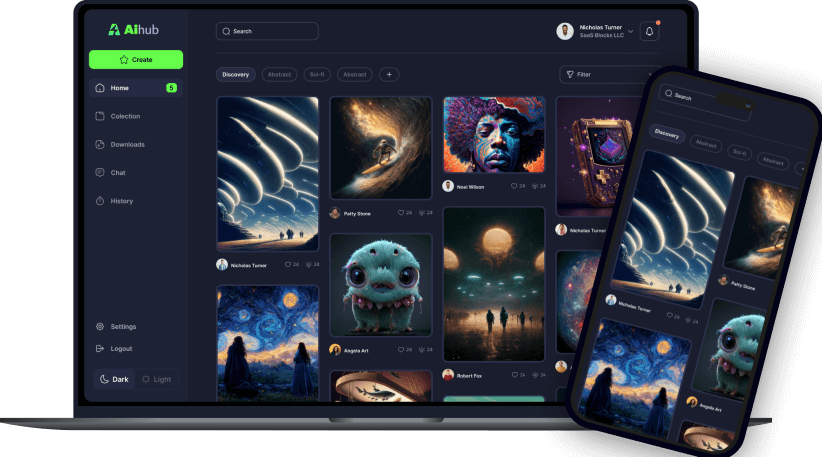 Aihub
Create
Home
5
Colection
Downloads
Chat
History
Settings
Logout
Dark
Light
Search
Nicholas Turner
SaaS Blocks LLC
Discovery
Abstract
Sci-fi
Abstract
+
Filter
Nicholas Turner
24
24
Patty Stone
24
24
Angela Art
24
24
Noel Wilson
24
24
Robert Fox
24
24
Nicholas Turner
Search
Discovery
Abstract
Sci-fi
Abstract
Nicholas Turner
24
24
Patty Stone
Angela Art